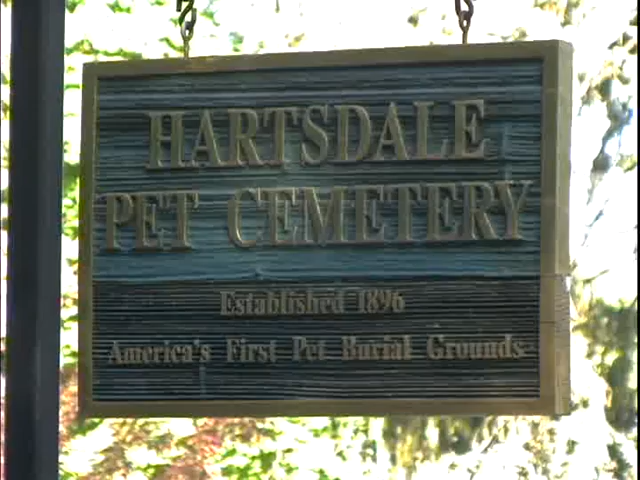 HARTSDALE
PET CEMETERY
Established 1896
America's First Pet Burial Grounds